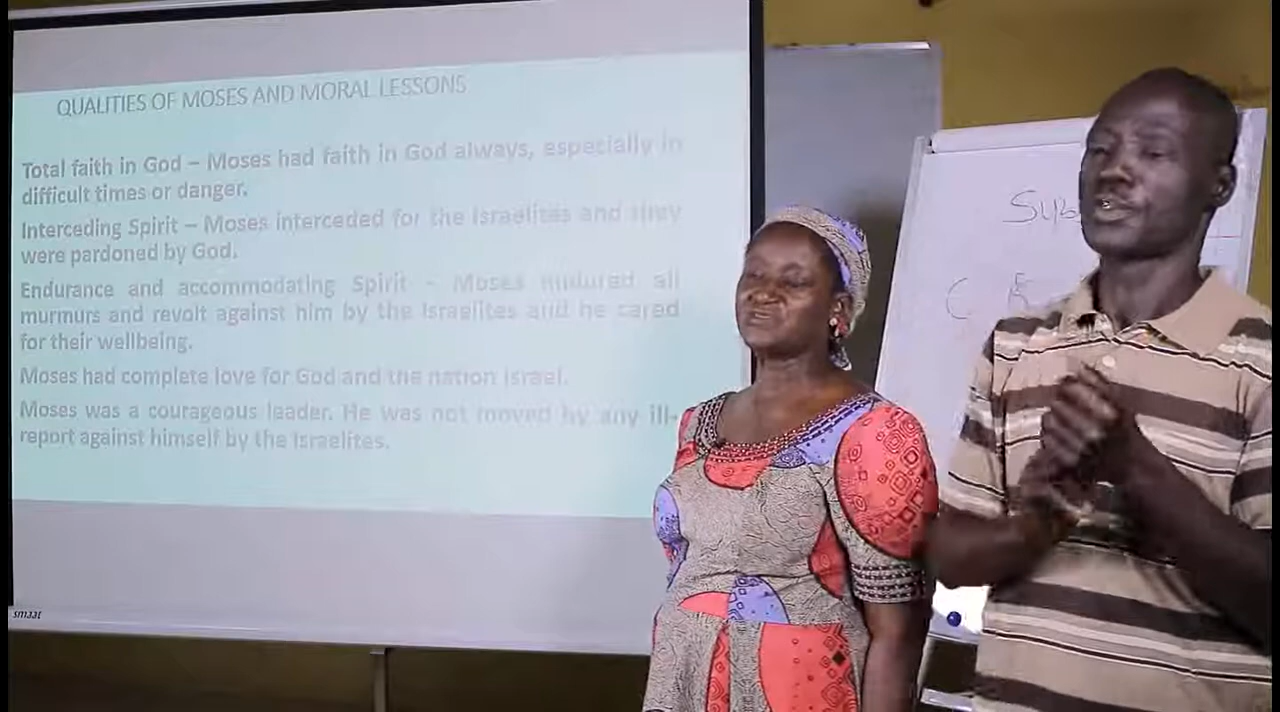 QUALITIES OF MOSES AND MORAL LESSONS
Total faith in God – Moses had faith in God always, especially in
difficult times or danger.
Interceding Spirit – Moses interceded for the Israelites and they
were pardoned by God.
Endurance and accommodating Spirit - Moses nudured all
murmurs and revolt against him by the Israelites and he cared
for their wellbeing.
Moses had complete love for God and the nation Israel.
Moses was a courageous leader. He was not moved by any ill-
report against himself by the Israelites.
smaat